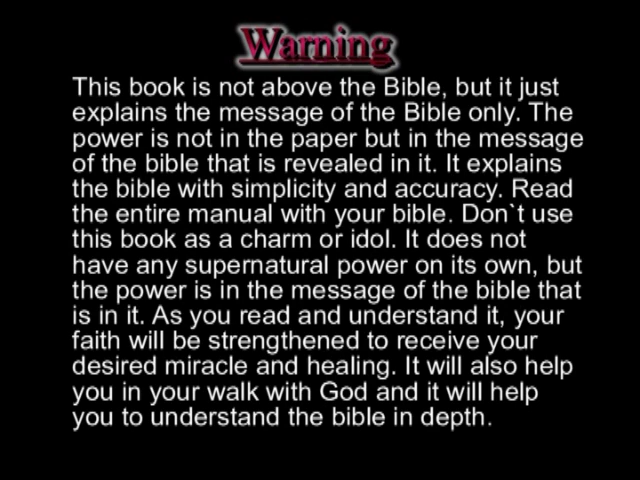 Warning
This book is not above the Bible, but it just
explains the message of the Bible only. The
power is not in the paper but in the message
of the bible that is revealed in it. It explains
the bible with simplicity and accuracy. Read
the entire manual with your bible. Don`t use
this book as a charm or idol. It does not
have any supernatural power on its own, but
the power is in the message of the bible that
is in it. As you read and understand it, your
faith will be strengthened to receive your
desired miracle and healing. It will also help
you in your walk with God and it will help
you to understand the bible in depth.